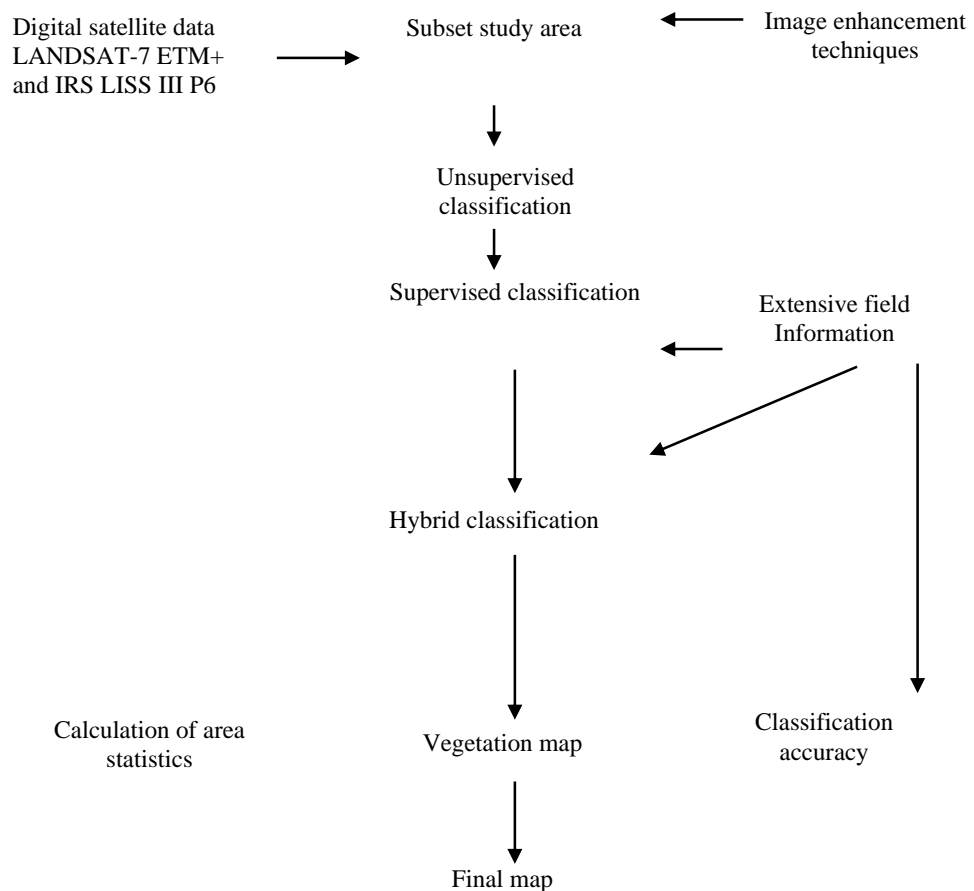 Digital satellite data
LANDSAT-7 ETM+
and IRS LISS III P6
Subset study area
Image enhancement
techniques
Unsupervised
classification
Supervised classification
Extensive field
Information
Hybrid classification
Calculation of area
statistics
Vegetation map
Classification
accuracy
Final map